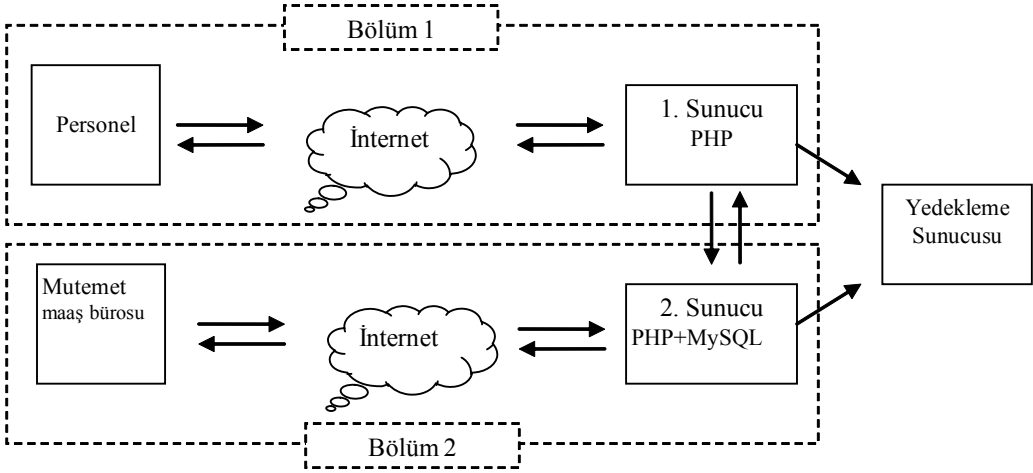 Bölüm 1
Personel
İnternet
1. Sunucu
PHP
Yedekleme
Sunucusu
Mutemet
maaş bürosu
İnternet
2. Sunucu
PHP+MySQL
Bölüm 2